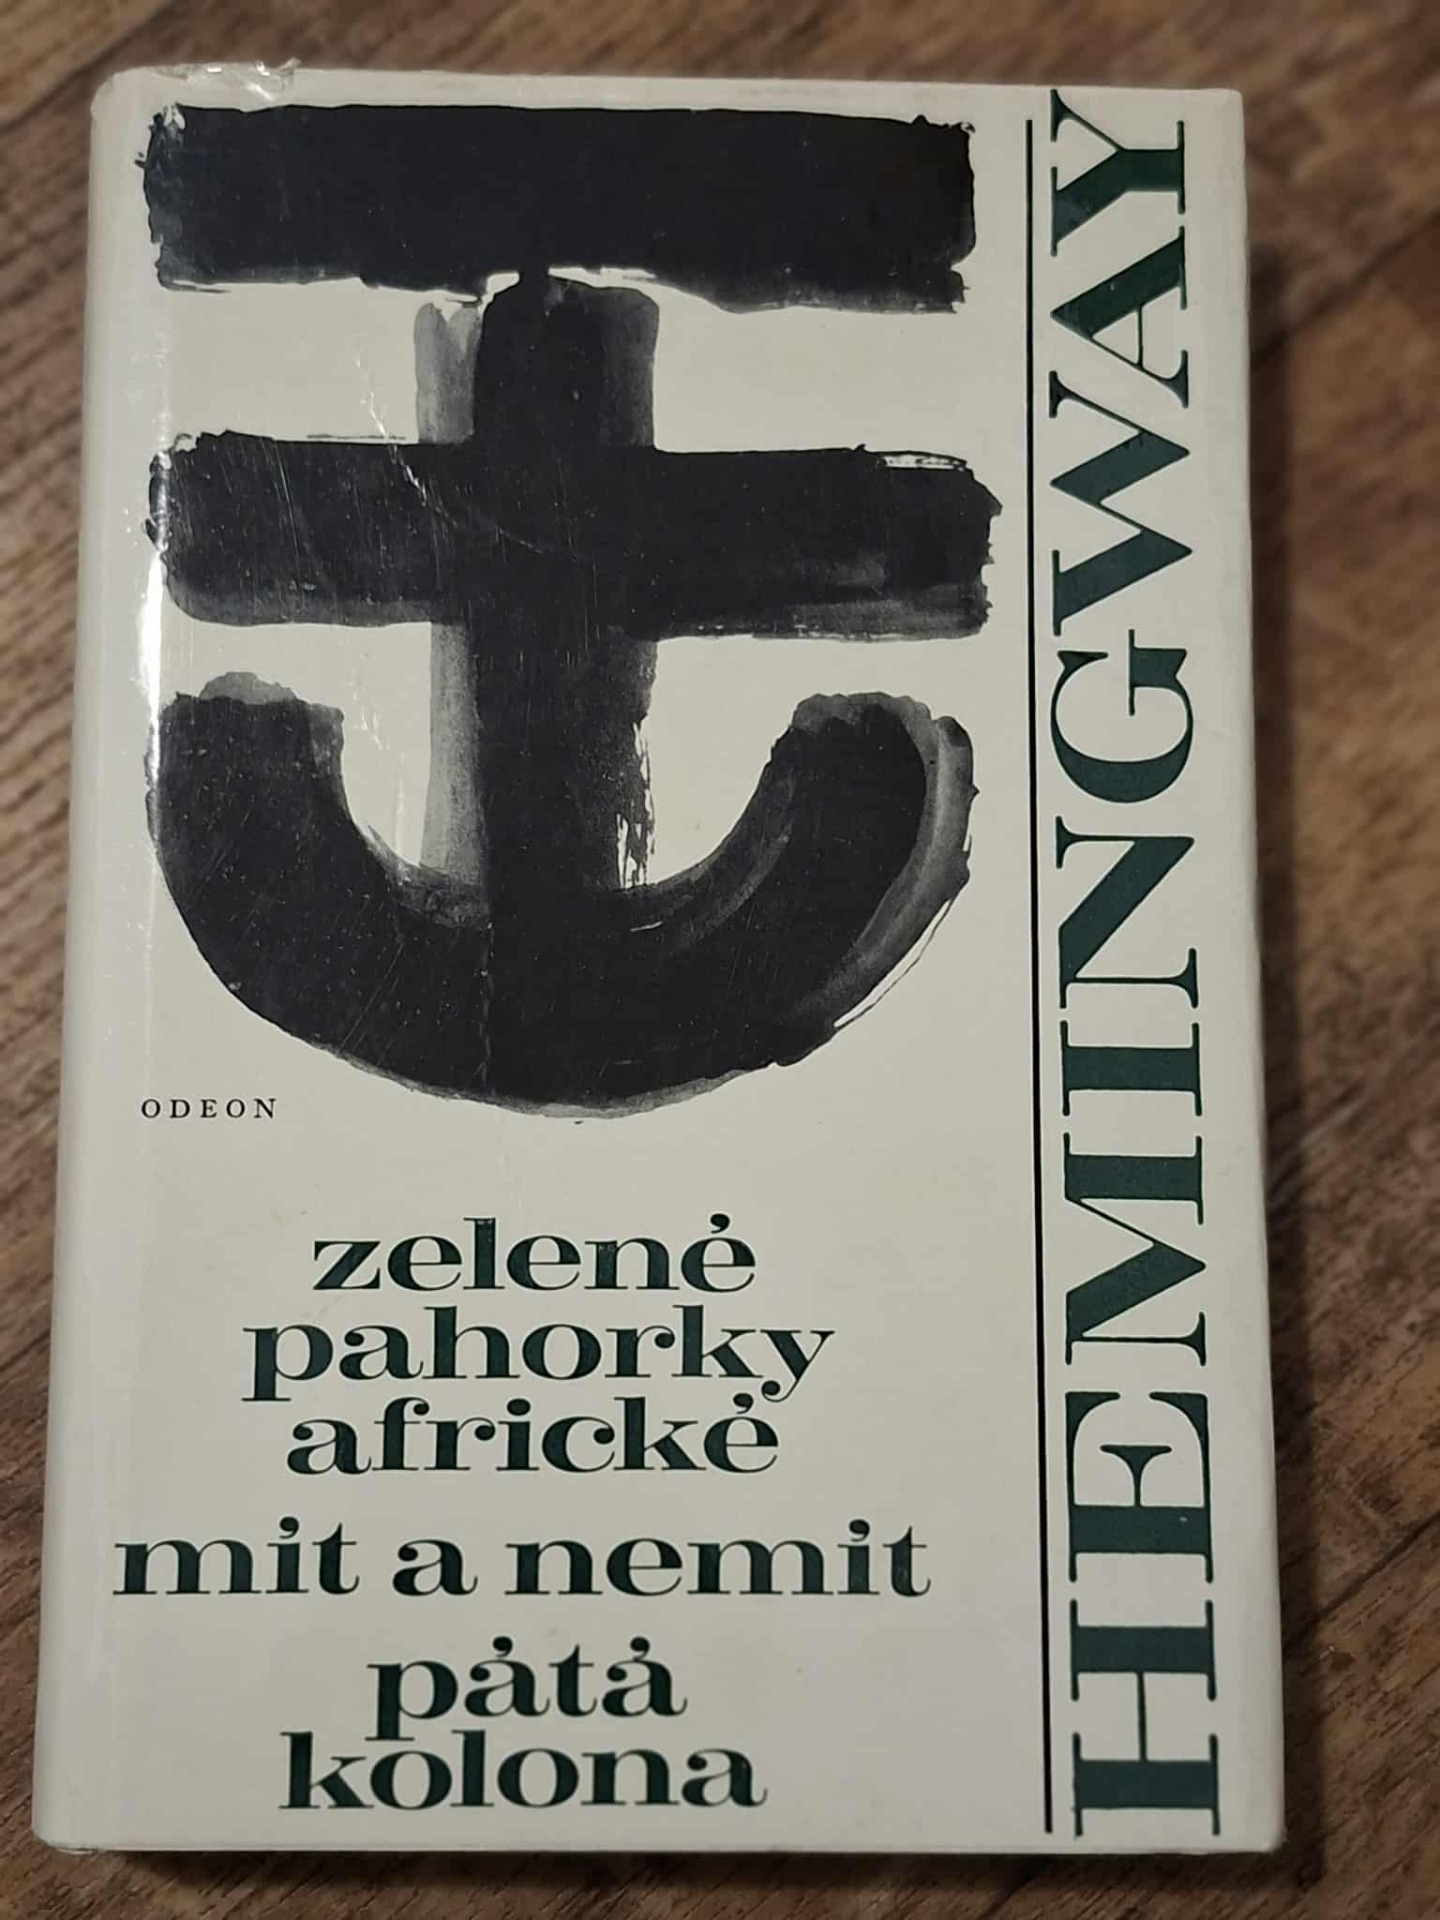 HEMINGWAY
ODEON
zelené
pahorky
africké
mít a nemít
pátá
kolona